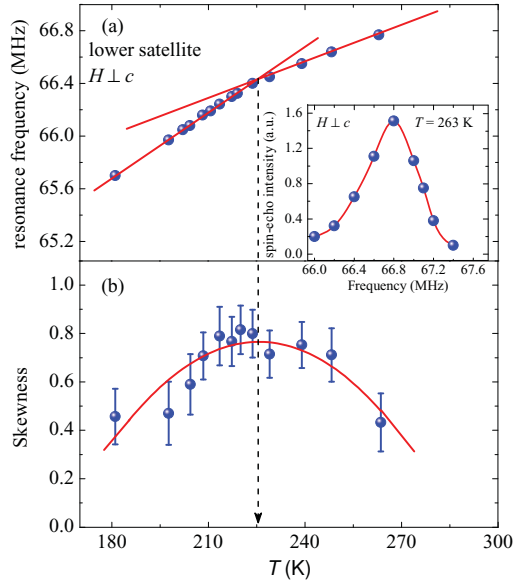 (a)
lower satellite
H ⊥ c
resonance frequency (MHz)
66.8
66.4
66.0
65.6
65.2
H ⊥ c
T = 263 K
spin-echo intensity (a.u.)
1.6
1.2
0.8
0.4
0.0
66.0 66.4 66.8 67.2 67.6
Frequency (MHz)
(b)
Skewness
1.0
0.8
0.6
0.4
0.2
0.0
180 210 240 270 300
T (K)